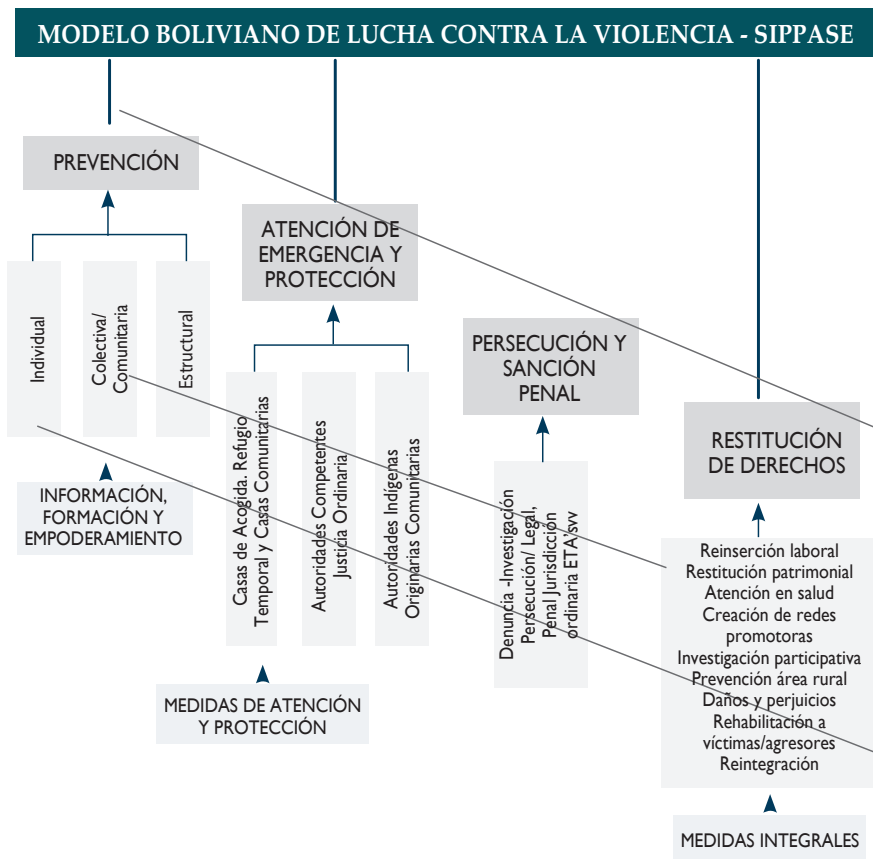 MODELO BOLIVIANO DE LUCHA CONTRA LA VIOLENCIA - SIPPASE
PREVENCIÓN
Individual
Colectiva/
Comunitaria
Estructural
INFORMACIÓN,
FORMACIÓN Y
EMPODERAMIENTO
ATENCIÓN DE
EMERGENCIA Y
PROTECCIÓN
Casas de Acogida. Refugio
Temporal y Casas Comunitarias
Autoridades Competentes
Justicia Ordinaria
Autoridades Indígenas
Originarias Comunitarias
MEDIDAS DE ATENCIÓN
Y PROTECCIÓN
PERSECUCIÓN Y
SANCIÓN
PENAL
Denuncia -Investigación
Persecución/ Legal,
Penal Jurisdicción
ordinaria ETA'svv
RESTITUCIÓN
DE DERECHOS
Reinserción laboral
Restitución patrimonial
Atención en salud
Creación de redes
promotoras
Investigación participativa
Prevención área rural
Daños y perjuicios
Rehabilitación a
víctimas/agresores
Reintegración
MEDIDAS INTEGRALES